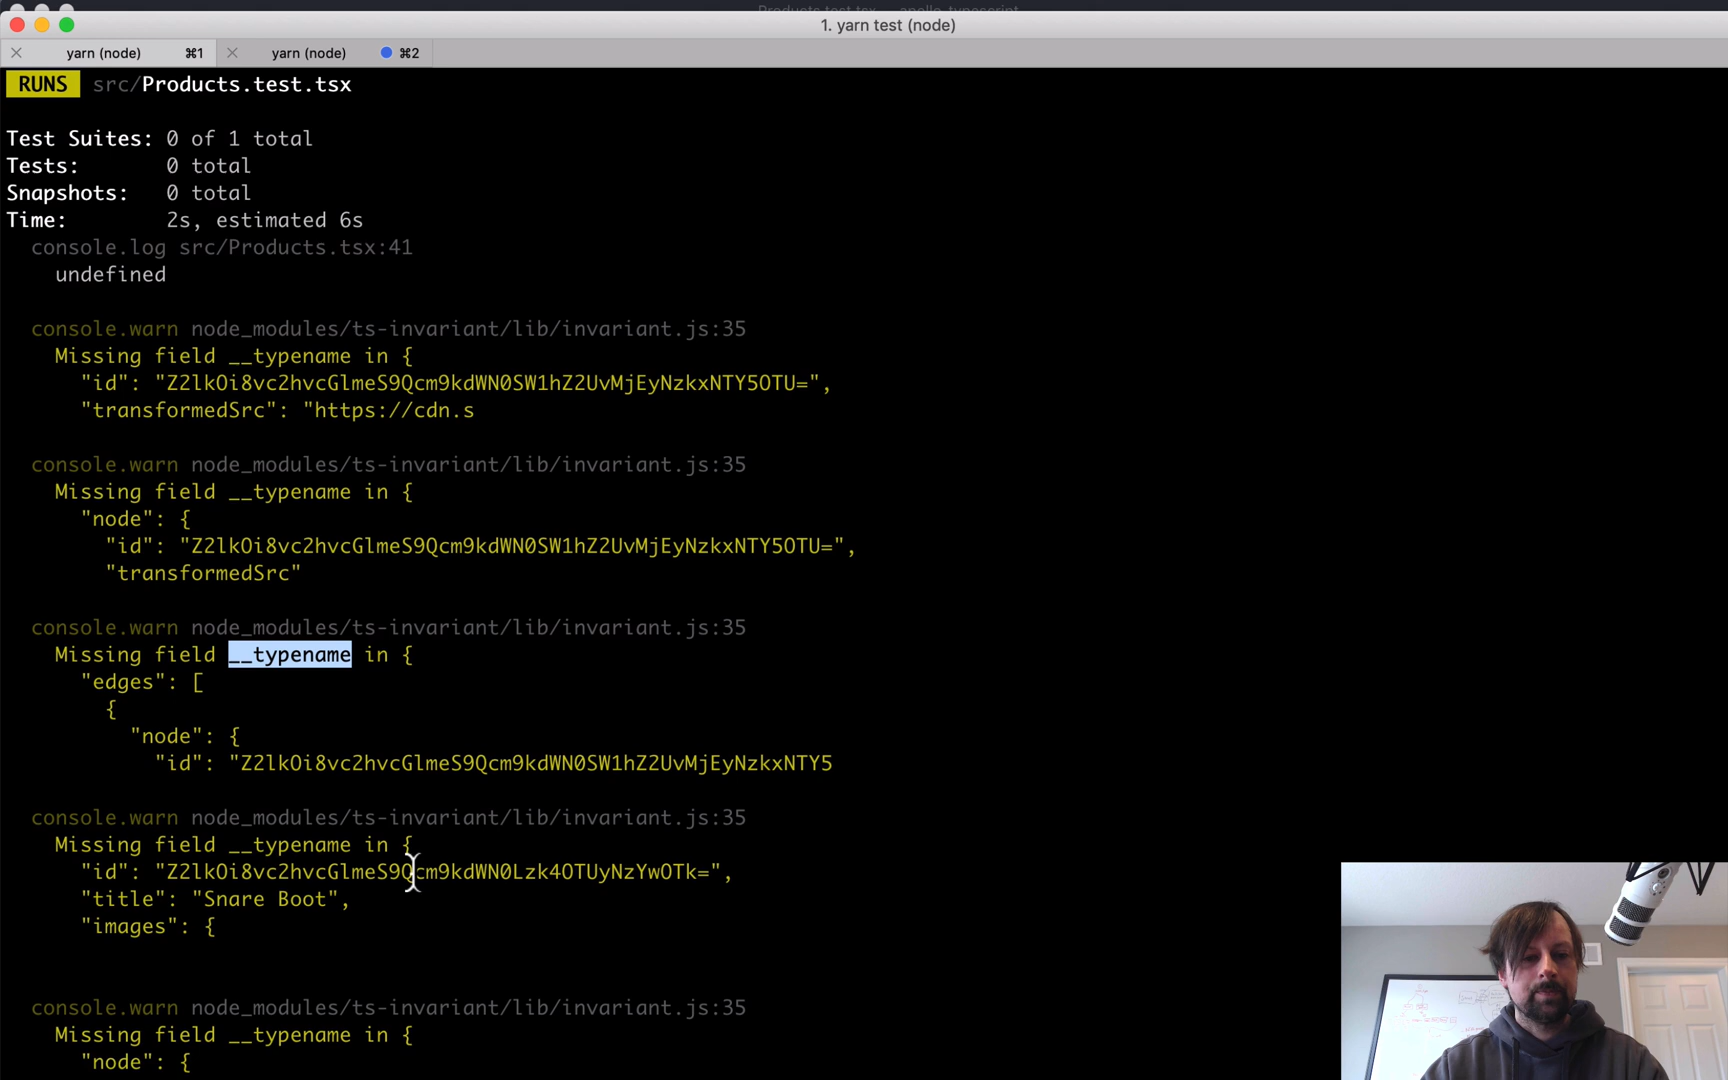 Products.test.tsx — apollo-typescript
1. yarn test (node)
yarn (node) ⌘1 yarn (node) ⌘2
RUNS src/Products.test.tsx
Test Suites: 0 of 1 total
Tests: 0 total
Snapshots: 0 total
Time: 2s, estimated 6s
console.log src/Products.tsx:41
undefined
console.warn node_modules/ts-invariant/lib/invariant.js:35
Missing field __typename in {
"id": "Z2lkOi8vc2hvcGlmeS9Qcm9kdWN0SW1hZ2UvMjEyNzkxNTY5OTU=",
"transformedSrc": "https://cdn.s
console.warn node_modules/ts-invariant/lib/invariant.js:35
Missing field __typename in {
"node": {
"id": "Z2lkOi8vc2hvcGlmeS9Qcm9kdWN0SW1hZ2UvMjEyNzkxNTY5OTU=",
"transformedSrc"
console.warn node_modules/ts-invariant/lib/invariant.js:35
Missing field __typename in {
"edges": [
{
"node": {
"id": "Z2lkOi8vc2hvcGlmeS9Qcm9kdWN0SW1hZ2UvMjEyNzkxNTY5
console.warn node_modules/ts-invariant/lib/invariant.js:35
Missing field __typename in {
"id": "Z2lkOi8vc2hvcGlmeS9Qcm9kdWN0Lzk4OTUyNzYwOTk=",
"title": "Snare Boot",
"images": {
console.warn node_modules/ts-invariant/lib/invariant.js:35
Missing field __typename in {
"node": {